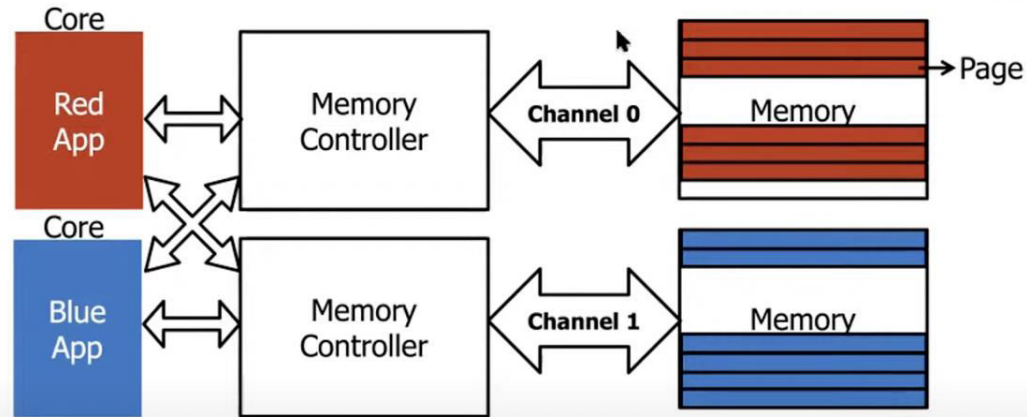 Core
Red
App
Memory
Controller
Channel 0
Memory
Page
Core
Blue
App
Memory
Controller
Channel 1
Memory